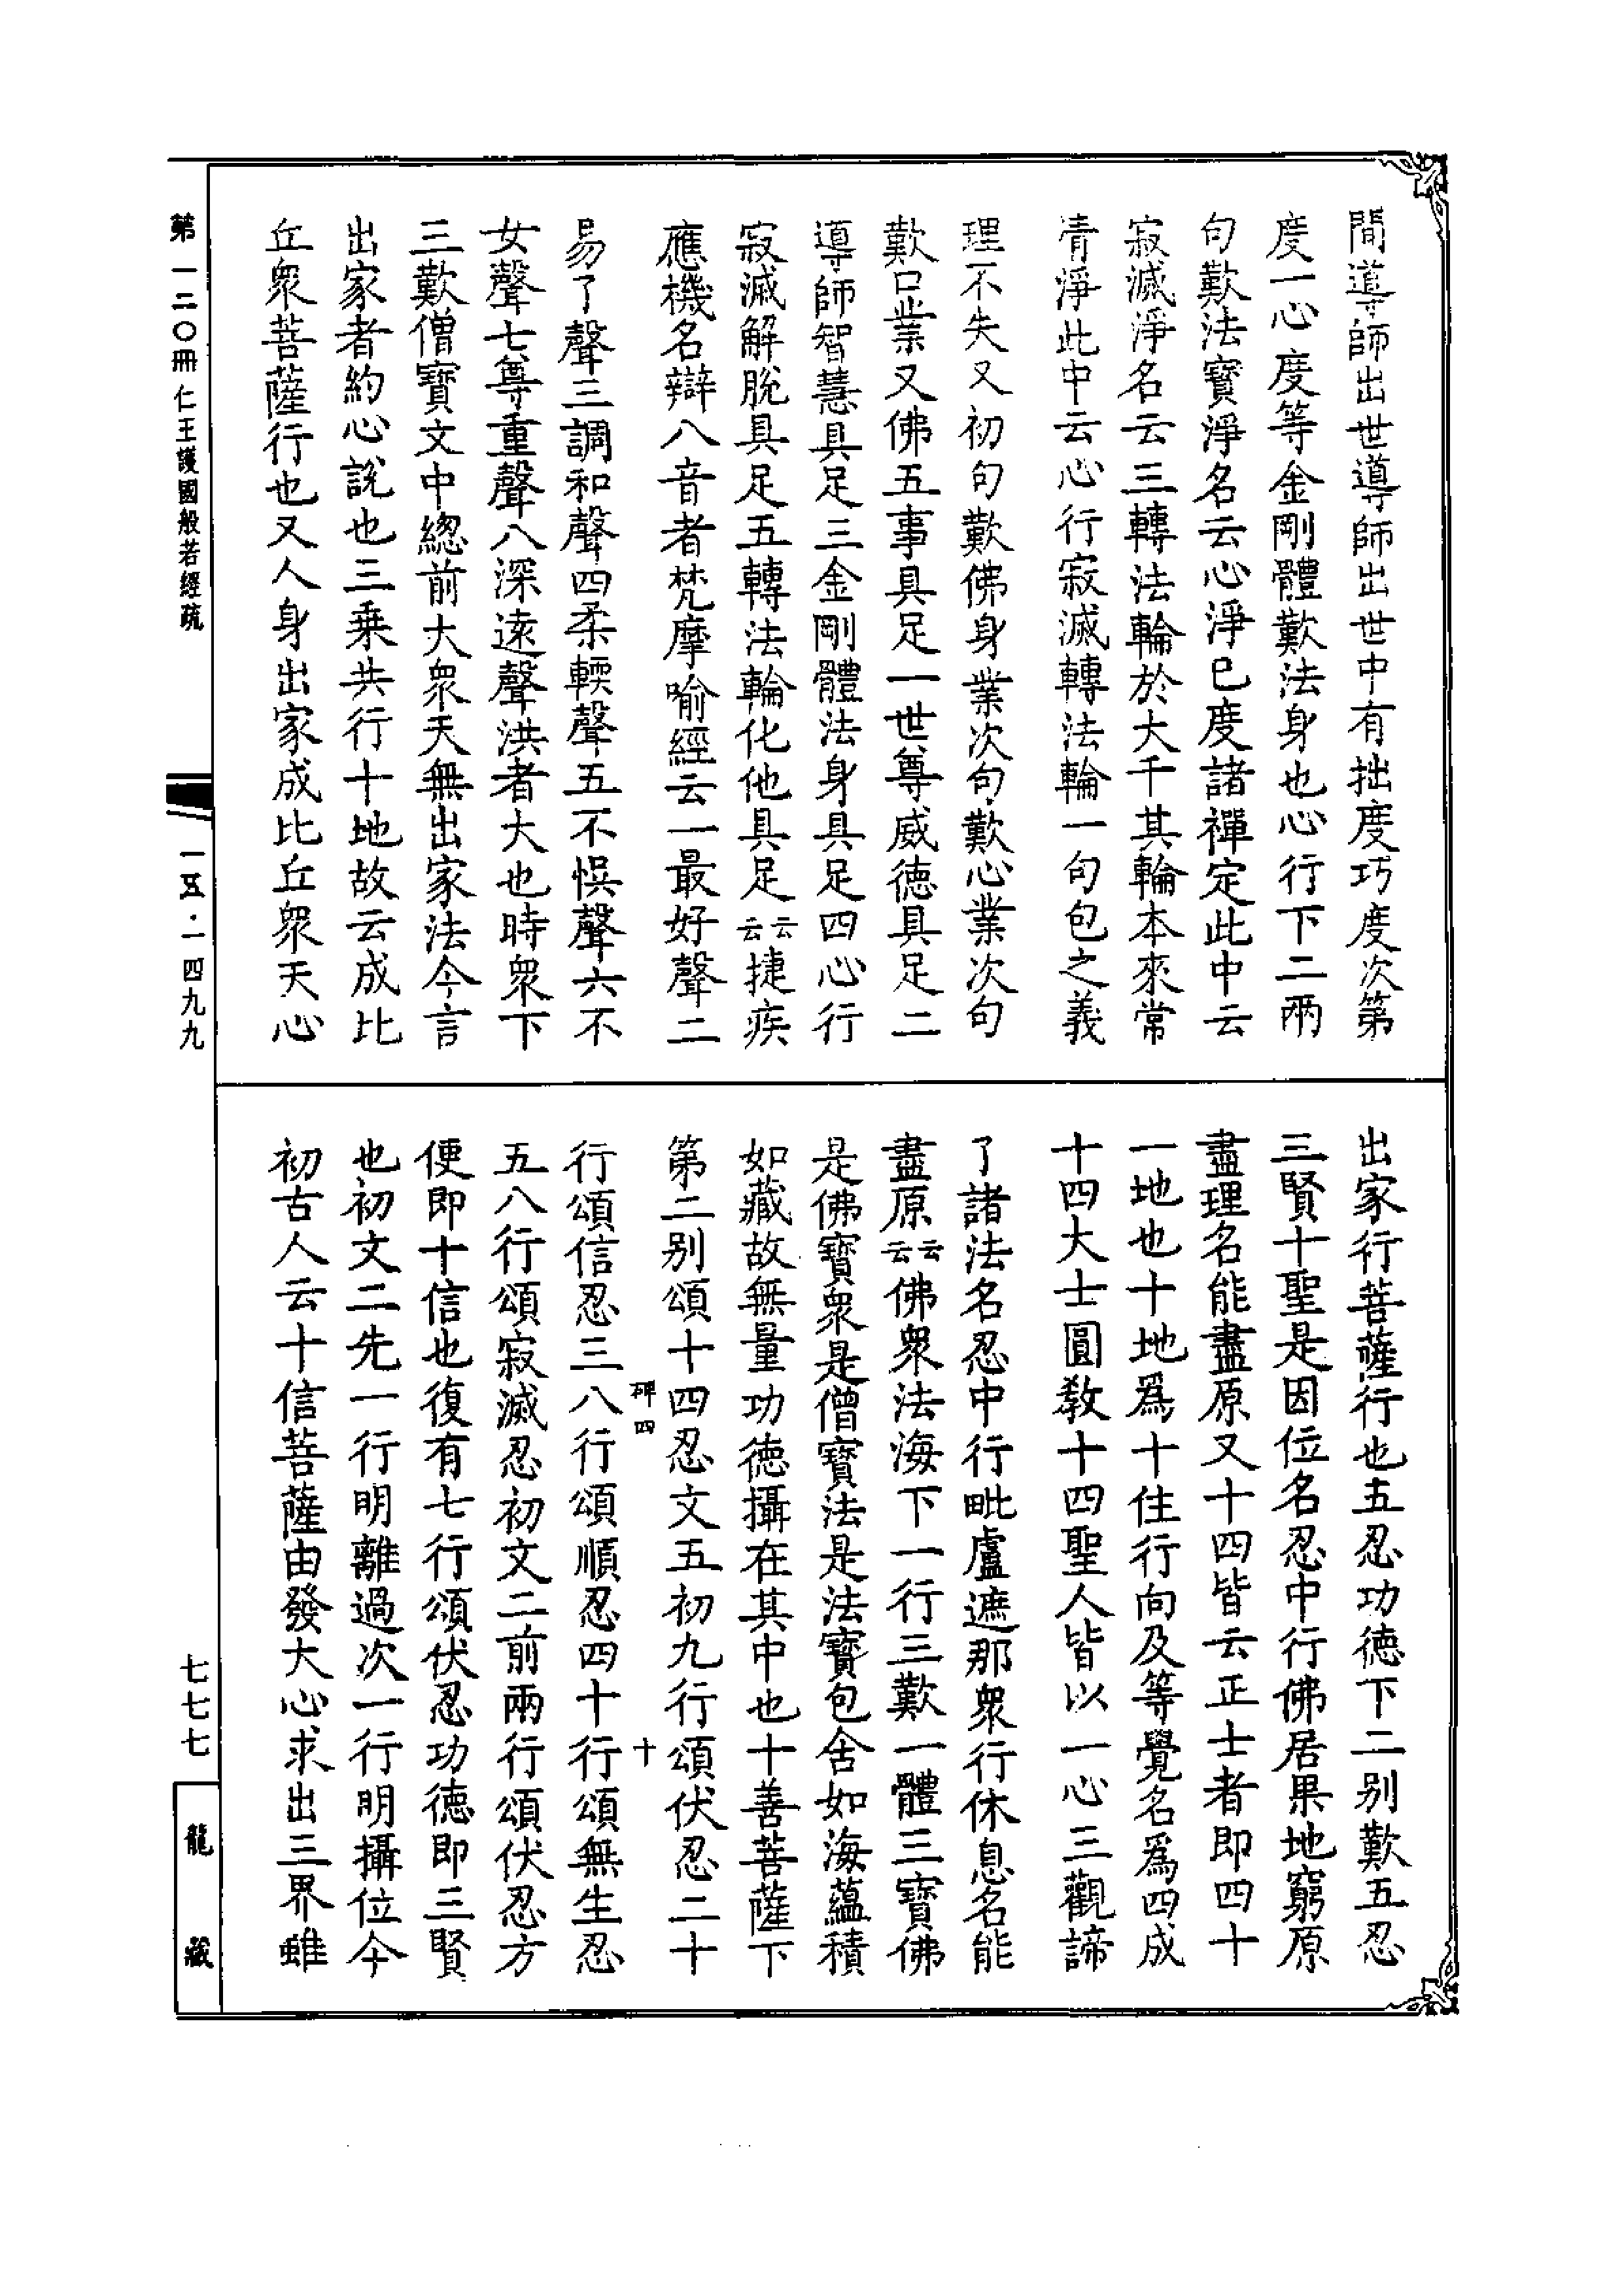 間導師出世導師出世中有拙度巧度次第
度一心度等金剛體歎法身也心行下二兩
句歎法寶淨名云心淨已度諸禪定此中云
寂滅淨名云三轉法輪於大千其輪本來常
清淨此中云心行寂滅轉法輪一句包之義
理不失又初句歎佛身業次句歎心業次句
歎口業又佛五事具足一世尊威德具足二
導師智慧具足三金剛體法身具足四心行
寂滅解脫具足五轉法輪化他具足云云捷疾
應機名辯八音者梵摩喻經云一最好聲二
易了聲三調和聲四柔輭聲五不悞聲六不
女聲七尊重聲八深遠聲洪者大也時衆下
三歎僧寶文中緫前大衆天無出家法今言
出家者約心說也三乗共行十地故云成比
丘衆菩薩行也又人身出家成比丘衆天心
出家行菩薩行也五忍功德下二别歎五忍
三賢十聖是因位名忍中行佛居果地窮原
盡理名能盡原又十四皆云正士者即四十
一地也十地爲十住行向及等覺名爲四成
十四大士圓教十四聖人皆以一心三觀諦
了諸法名忍中行毗盧遮那衆行休息名能
盡原云云佛衆法海下一行三歎一體三寶佛
是佛寶衆是僧寶法是法寶包含如海蘊積
如藏故無量功德攝在其中也十善菩薩下
第二别頌十四忍文五初九行頌伏忍二十
碑四　十
行頌信忍三八行頌順忍四十行頌無生忍
五八行頌寂滅忍初文二前兩行頌伏忍方
便即十信也復有七行頌伏忍功德即三賢
也初文二先一行明離過次一行明攝位今
初古人云十信菩薩由發大心求出三界雖
第一二〇冊 仁王護國般若經疏
一五·一四九九
七七七
龍藏